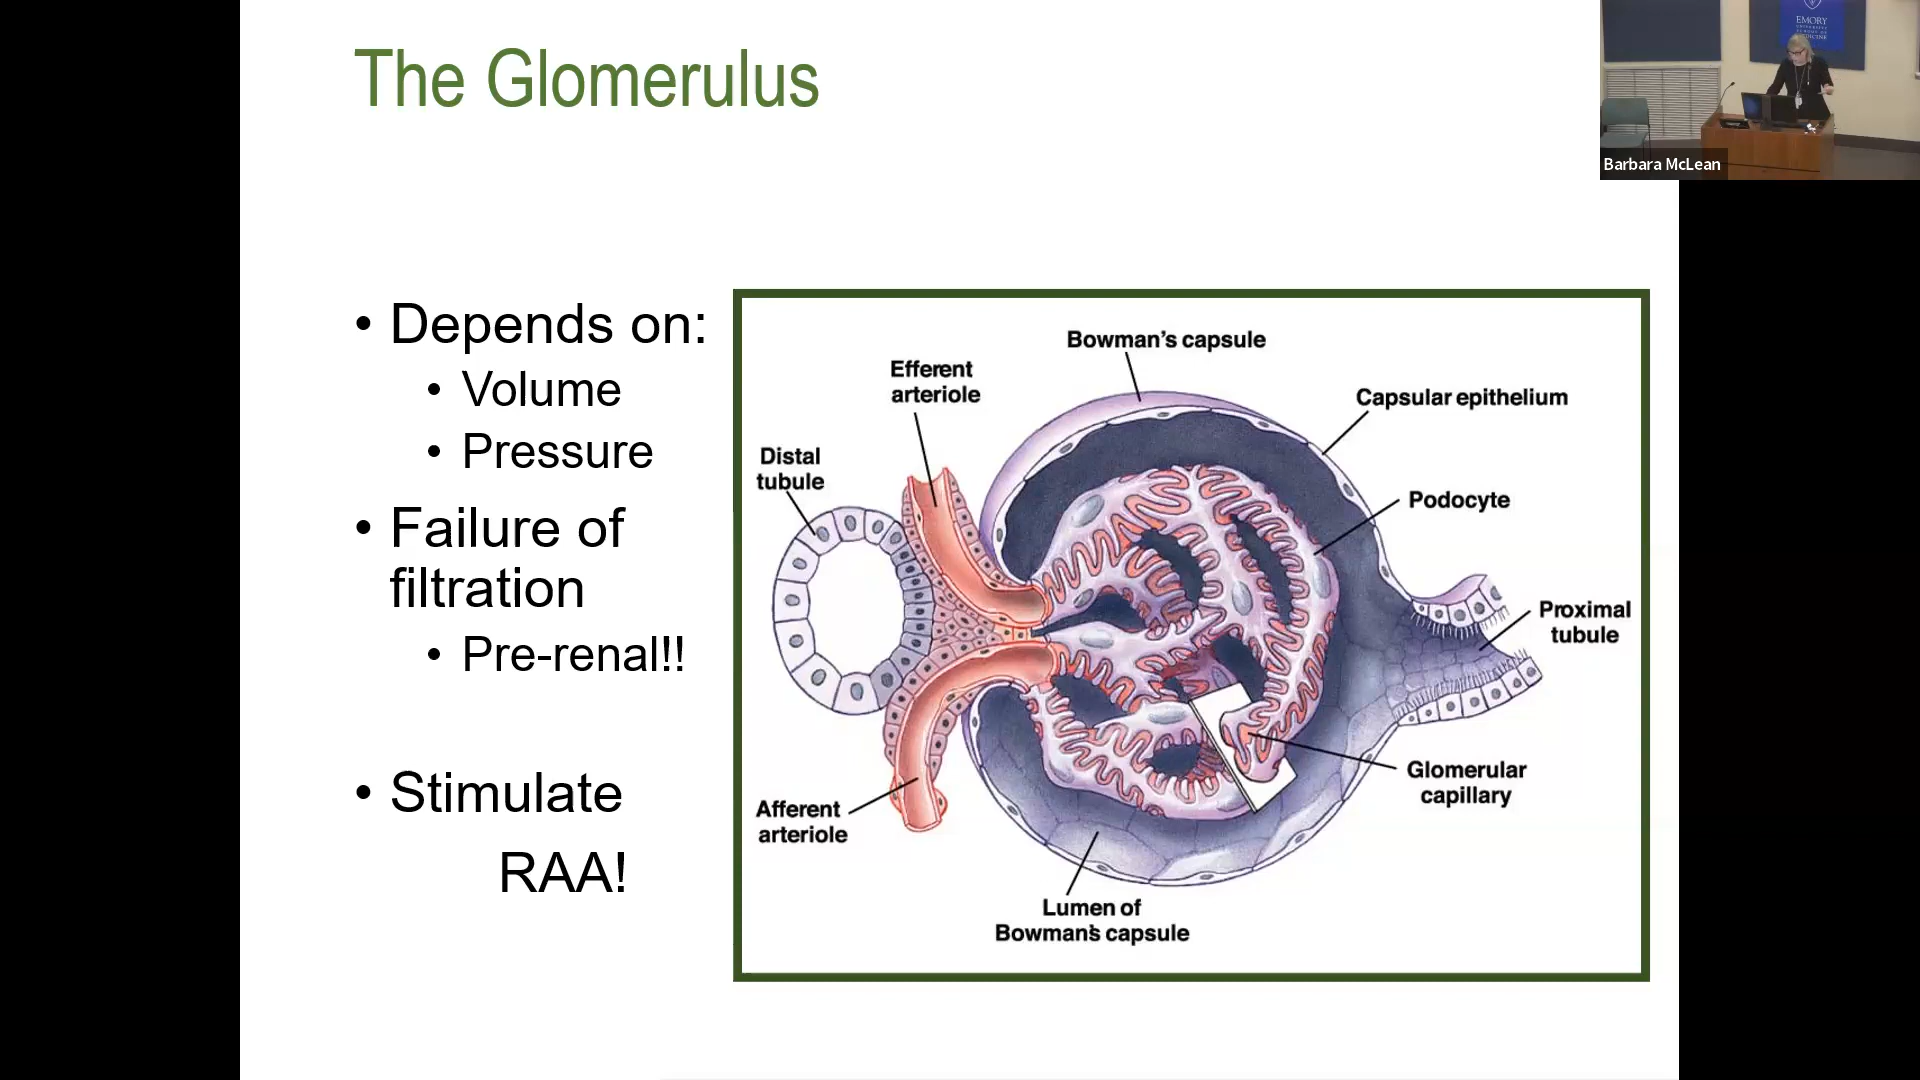 The Glomerulus
EMORY
Barbara McLean
• Depends on:
• Volume
• Pressure
• Failure of
filtration
• Pre-renal!!
• Stimulate
RAA!
Bowman's capsule
Efferent
arteriole
Capsular epithelium
Distal
tubule
Podocyte
Proximal
tubule
Glomerular
capillary
Afferent
arteriole
Lumen of
Bowman's capsule